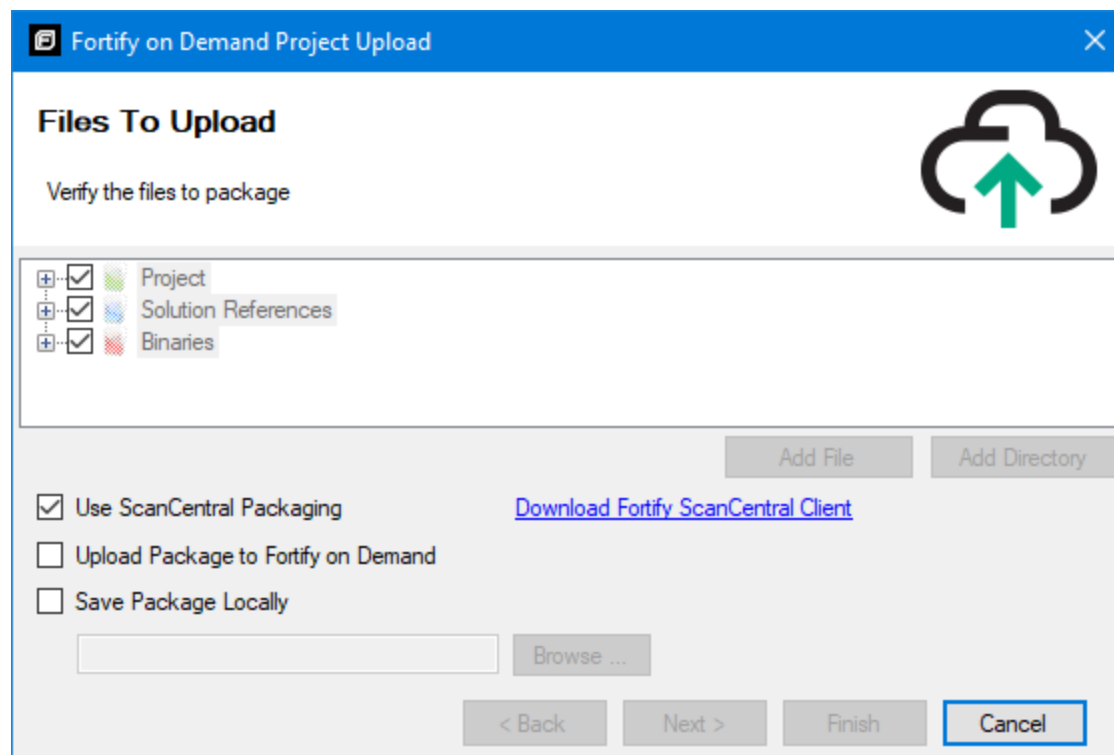 Fortify on Demand Project Upload
Files To Upload
Verify the files to package
Project
Solution References
Binaries
Add File Add Directory
Use ScanCentral Packaging Download Fortify ScanCentral Client
Upload Package to Fortify on Demand
Save Package Locally
Browse ...
< Back Next > Finish Cancel